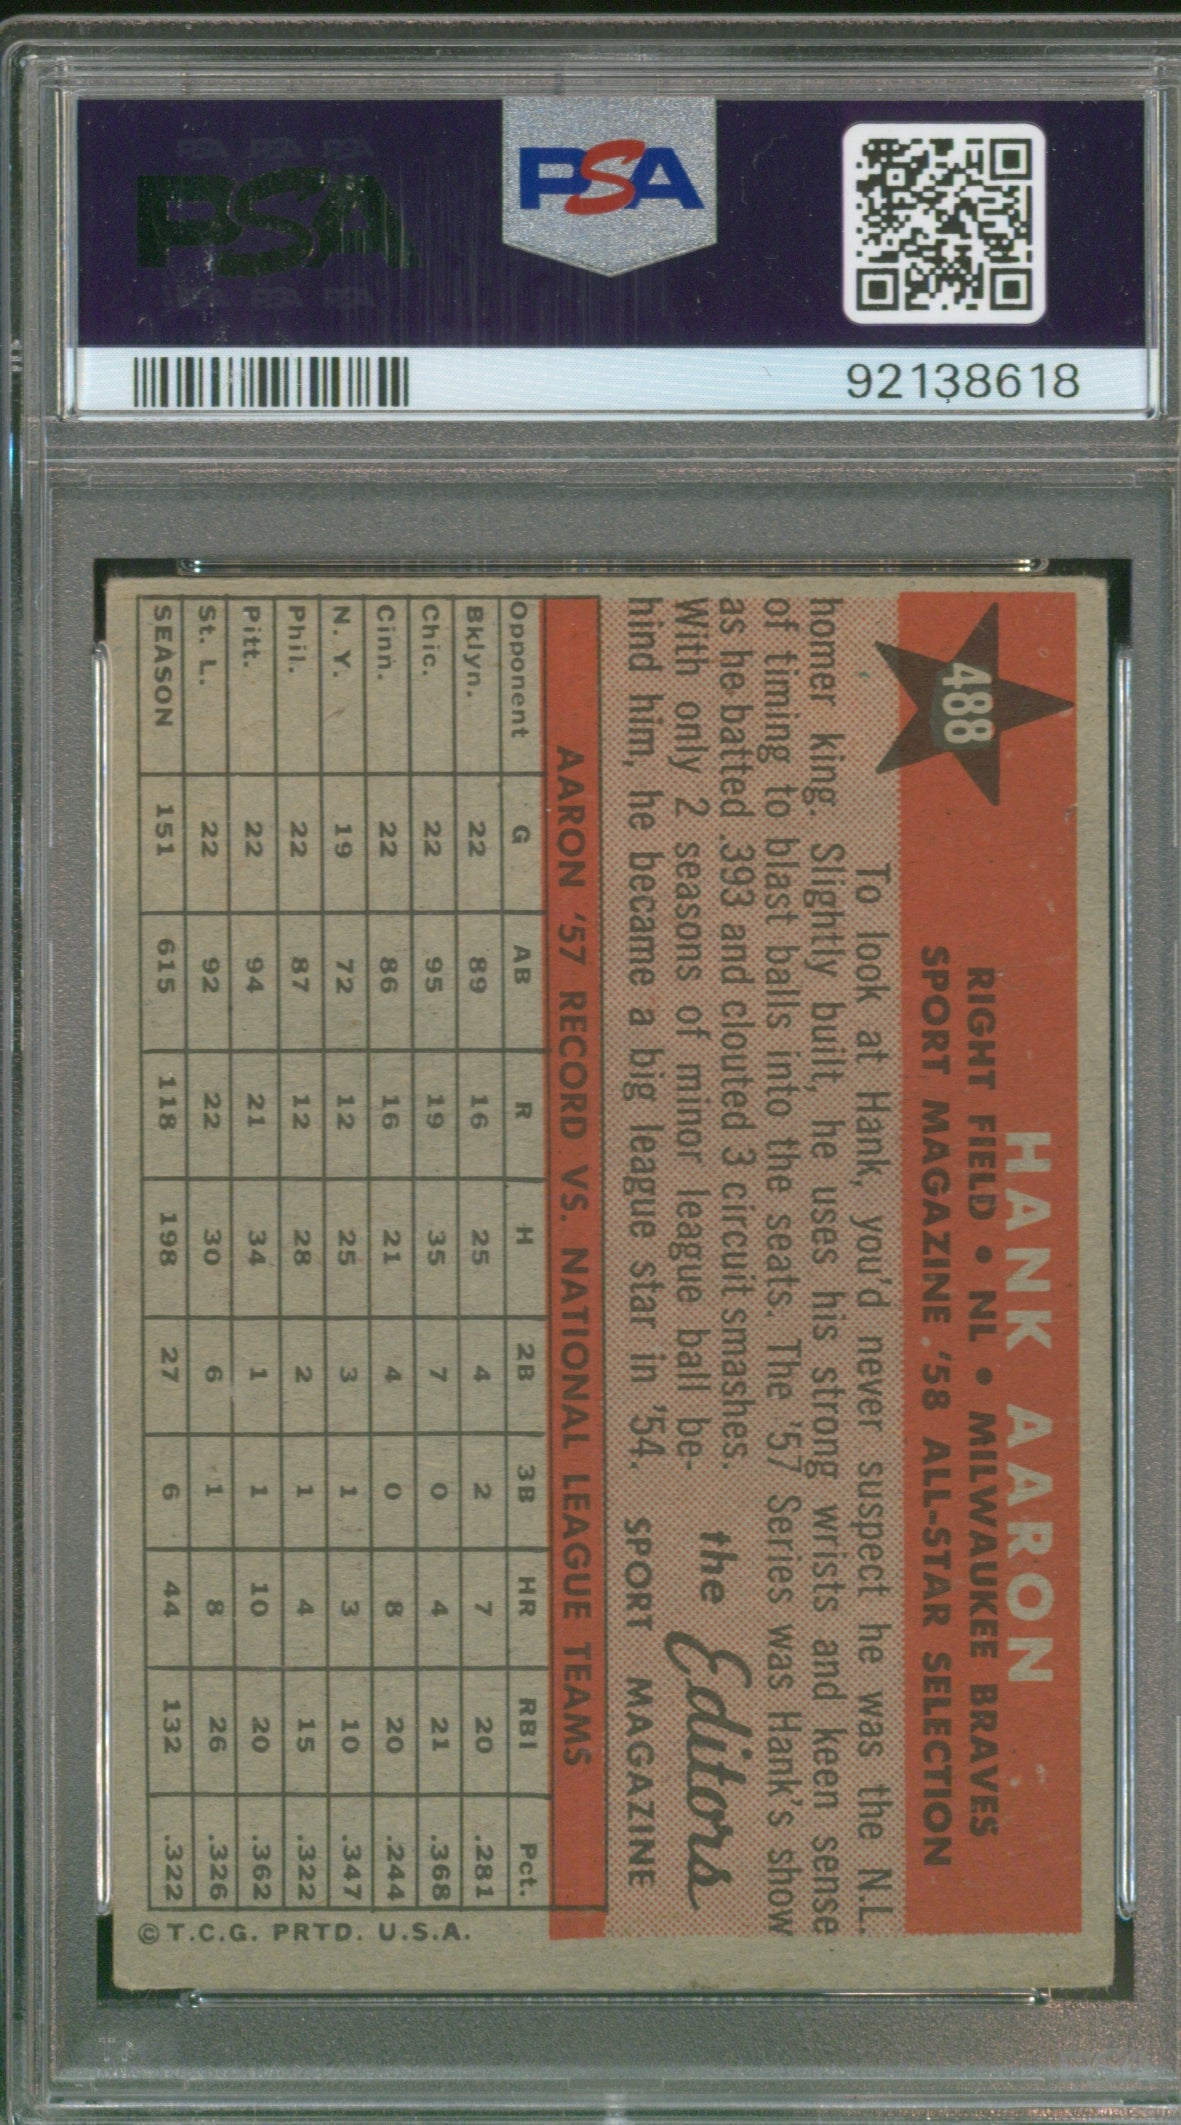 PSA PSA PSA
PSA
PSA PSA
PSA
92138618
488
HANK AARON
RIGHT FIELD • NL • MILWAUKEE BRAVES
SPORT MAGAZINE '58 ALL-STAR SELECTION
To look at Hank, you'd never suspect he was the N.L.
homer king. Slightly built, he uses his strong wrists and keen sense
of timing to blast balls into the seats. The '57 Series was Hank's show
as he batted .393 and clouted 3 circuit smashes.
With only 2 seasons of minor league ball be-
hind him, he became a big league star in '54.
the Editors
SPORT MAGAZINE
AARON '57 RECORD VS. NATIONAL LEAGUE TEAMS
Opponent G AB R H 2B 3B HR RBI Pct.
Bklyn. 22 89 16 25 4 2 7 20 .281
Chic. 22 95 19 35 7 0 4 21 .368
Cinn. 22 86 16 21 4 0 8 20 .244
N. Y. 19 72 12 25 3 1 3 10 .347
Phil. 22 87 12 28 2 1 4 15 .322
Pitt. 22 94 21 34 1 1 10 20 .362
St. L. 22 92 22 30 6 1 8 26 .326
SEASON 151 615 118 198 27 6 44 132 .322
© T.C.G. PRTD. U.S.A.